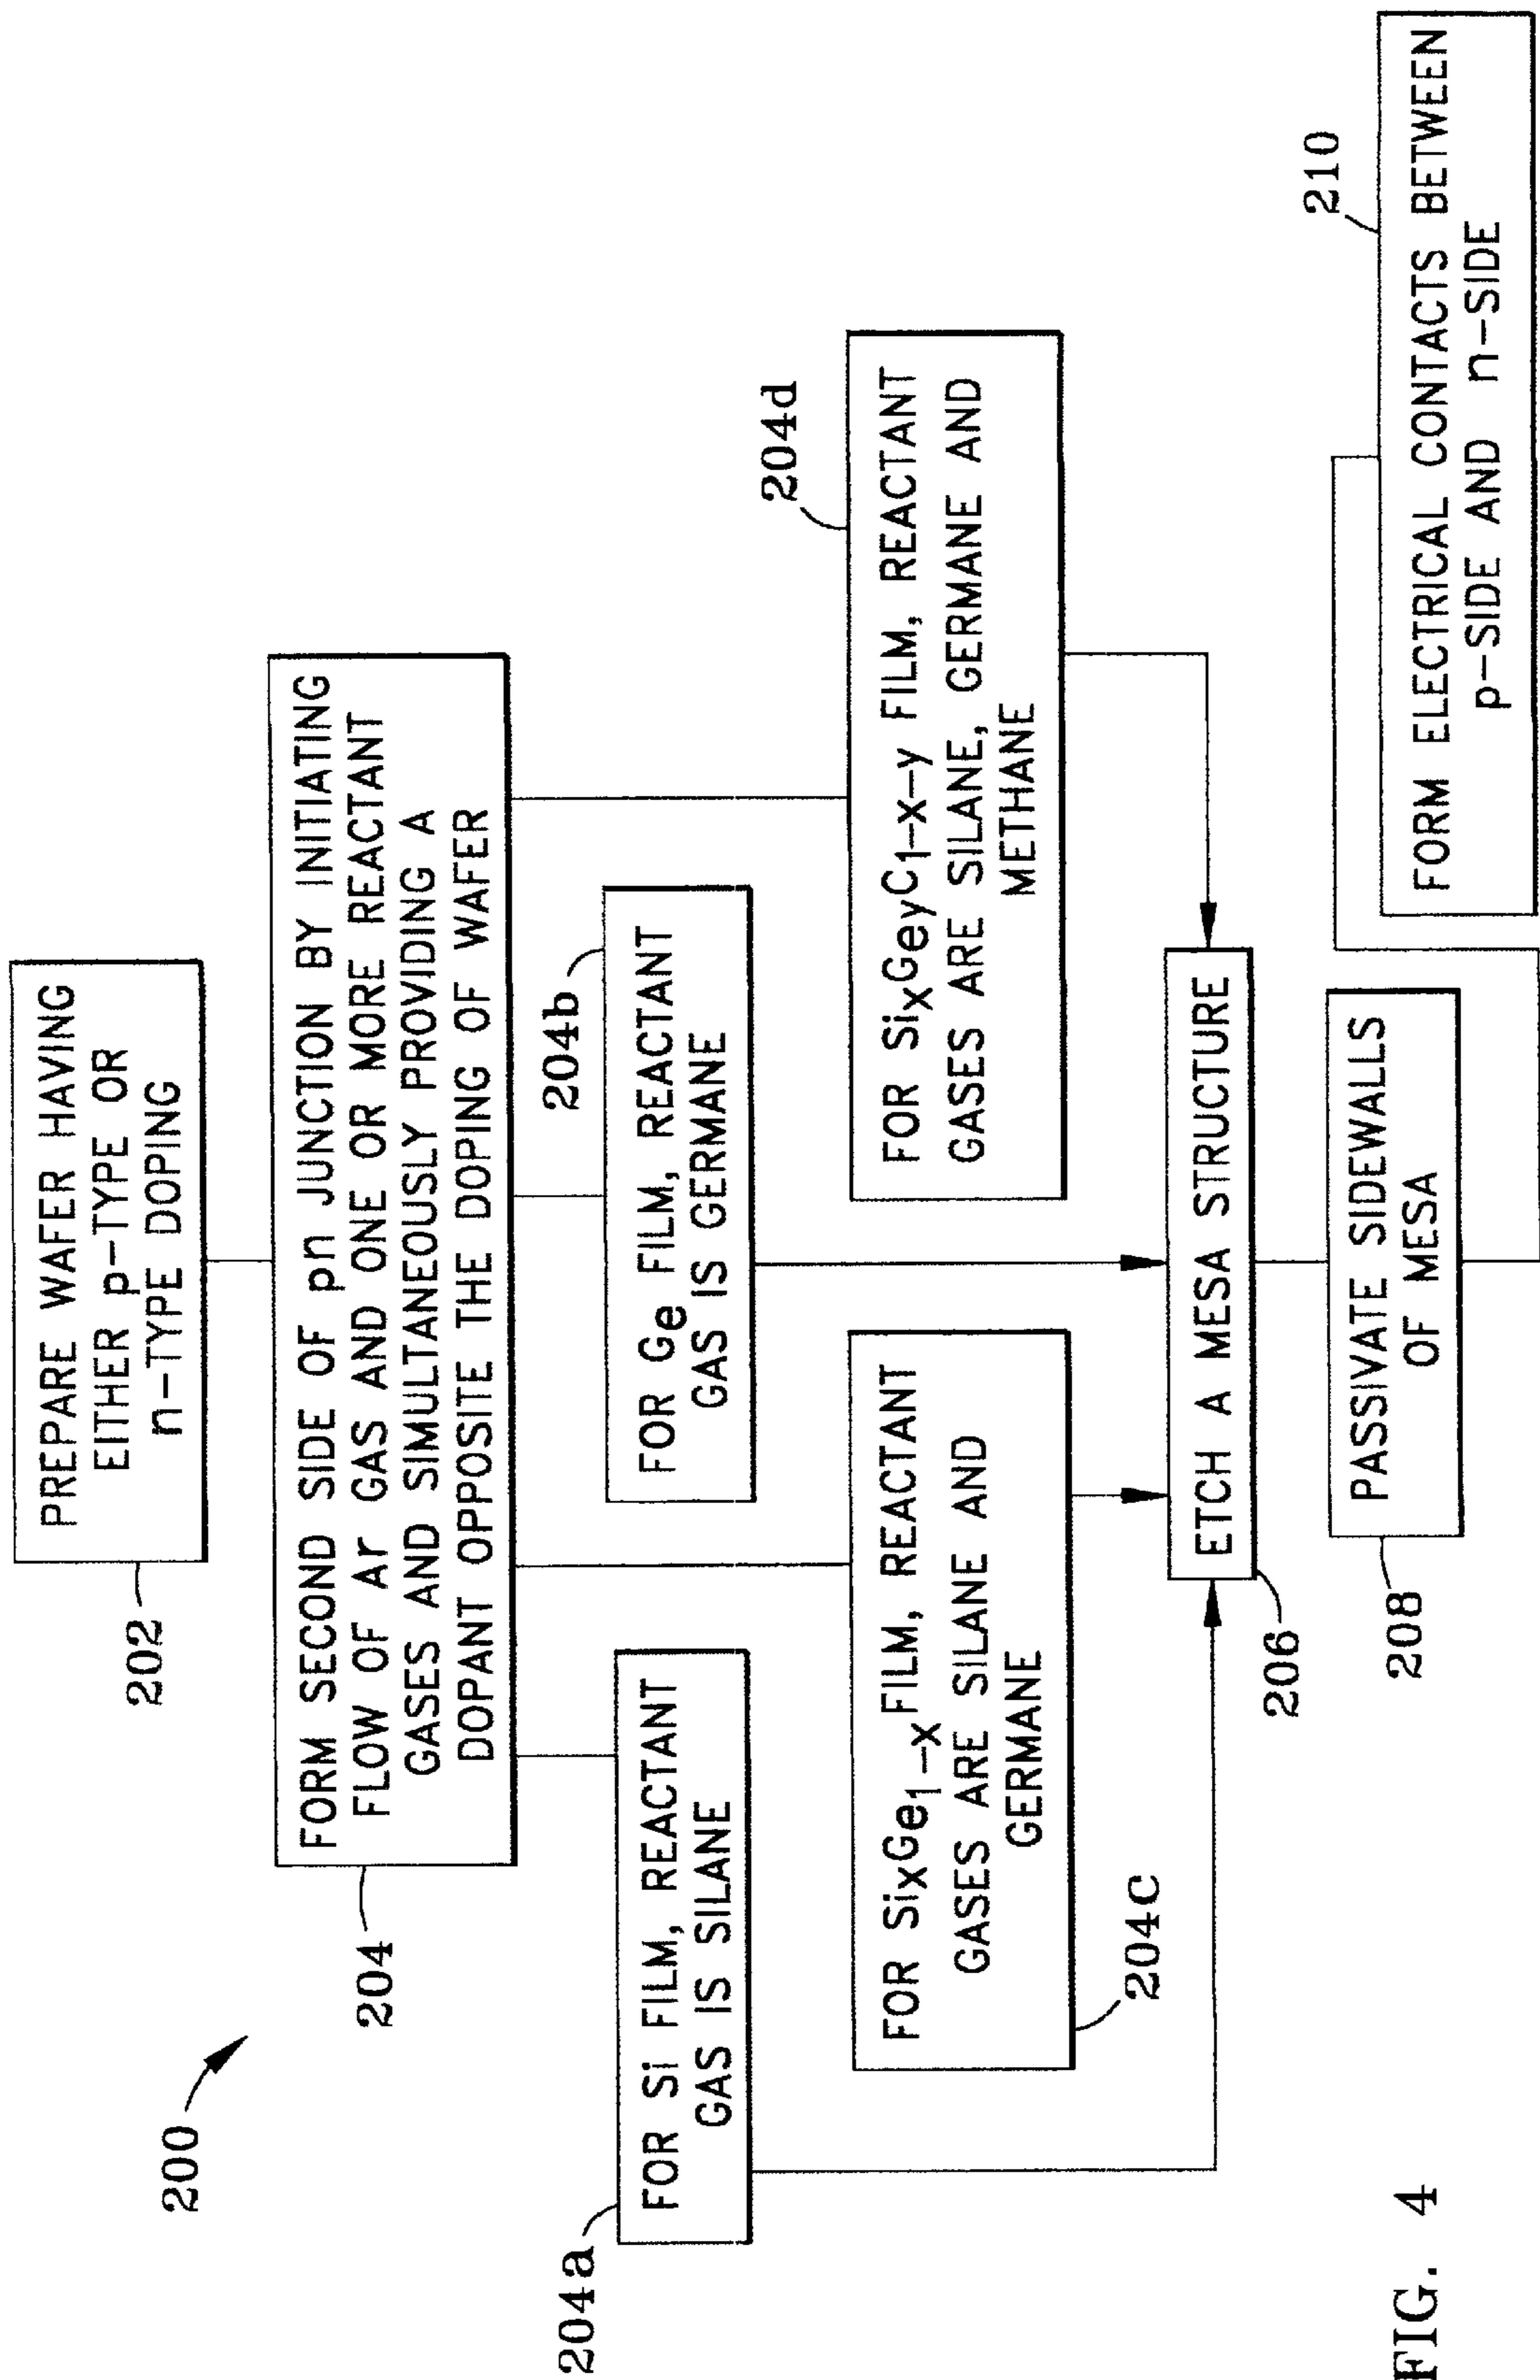 200
202
PREPARE WAFER HAVING
EITHER p-TYPE OR
n-TYPE DOPING
204
FORM SECOND SIDE OF pn JUNCTION BY INITIATING
FLOW OF Ar GAS AND ONE OR MORE REACTANT
GASES AND SIMULTANEOUSLY PROVIDING A
DOPANT OPPOSITE THE DOPING OF WAFER
204a
FOR Si FILM, REACTANT
GAS IS SILANE
204b
FOR Ge FILM, REACTANT
GAS IS GERMANE
204c
FOR SixGe1-x FILM, REACTANT
GASES ARE SILANE AND
GERMANE
204d
FOR SixGeyC1-x-y FILM, REACTANT
GASES ARE SILANE, GERMANE AND
METHANE
206
ETCH A MESA STRUCTURE
208
PASSIVATE SIDEWALLS
OF MESA
210
FORM ELECTRICAL CONTACTS BETWEEN
p-SIDE AND n-SIDE
FIG. 4